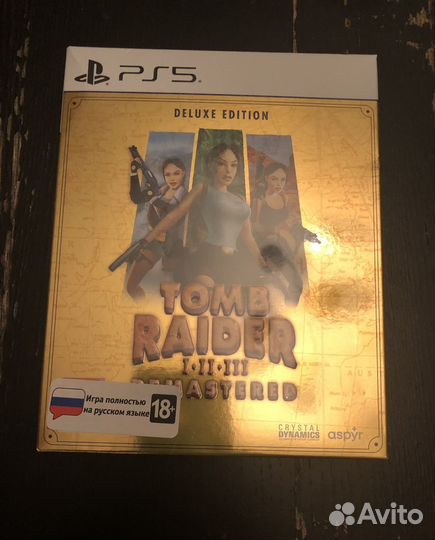 PS5
DELUXE EDITION
TOMB
RAIDER
I·II·III
REMASTERED
Игра полностью
на русском языке
18+
CRYSTAL
DYNAMICS
aspyr
Avito